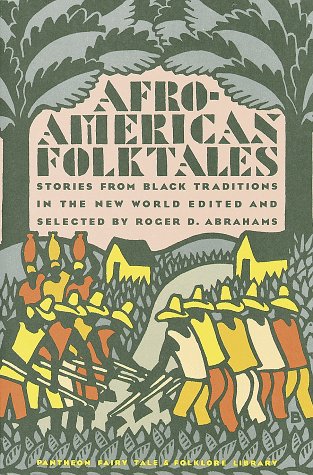 AFRO-
AMERICAN
FOLKTALES
STORIES FROM BLACK TRADITIONS
IN THE NEW WORLD EDITED AND
SELECTED BY ROGER D. ABRAHAMS
B
PANTHEON FAIRY TALE & FOLKLORE LIBRARY